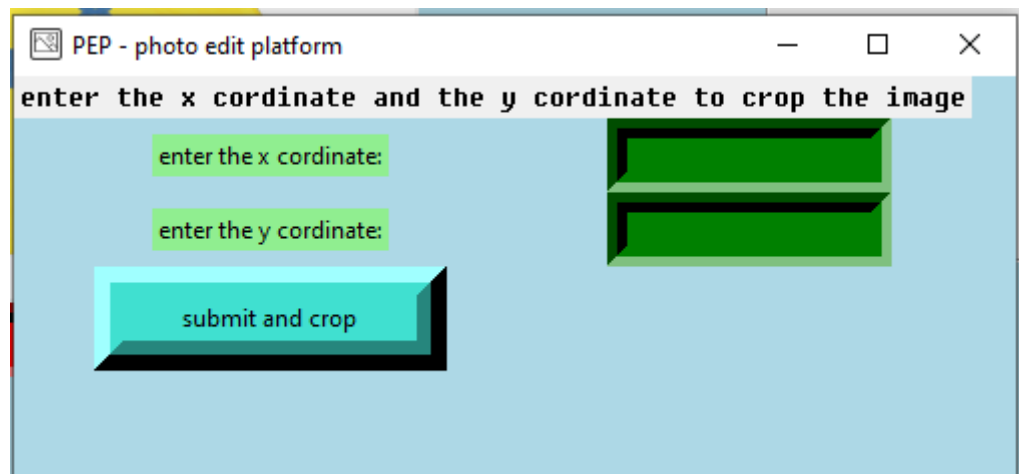 PEP - photo edit platform
enter the x cordinate and the y cordinate to crop the image
enter the x cordinate:
enter the y cordinate:
submit and crop